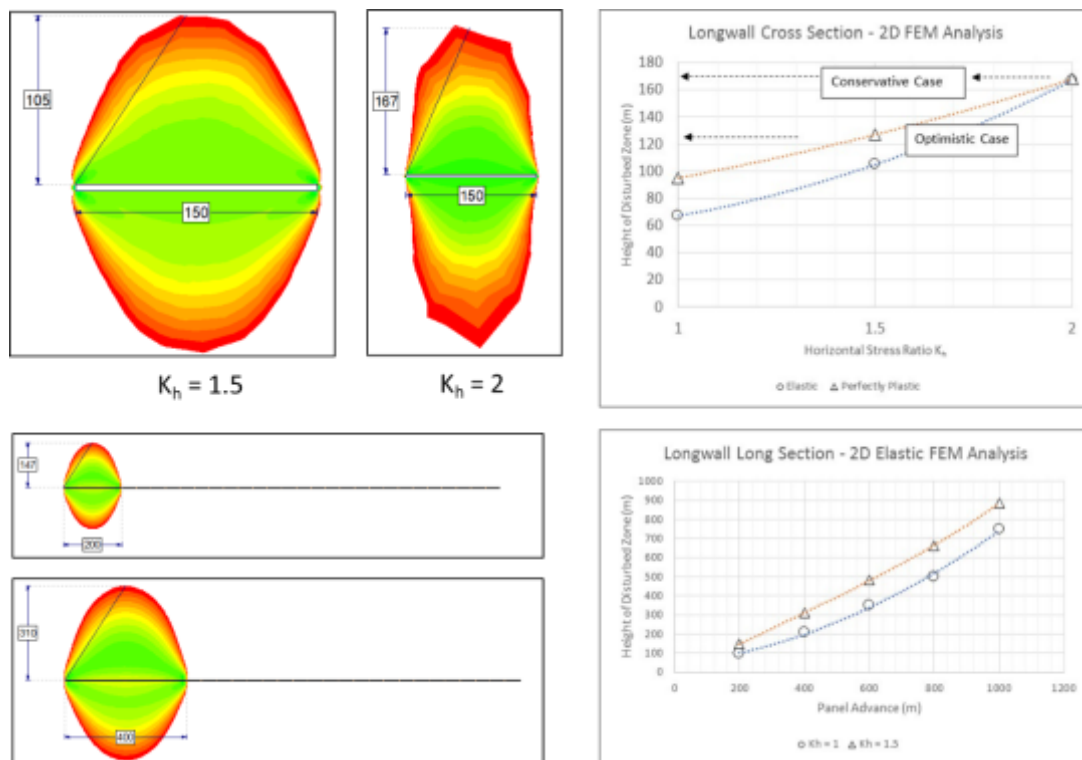 105
150
K_h = 1.5
167
150
K_h = 2
Longwall Cross Section - 2D FEM Analysis
Height of Disturbed Zone (m)
180
160
140
120
100
80
60
40
20
0
Conservative Case
Optimistic Case
1
1.5
2
Horizontal Stress Ratio K_h
Elastic
Perfectly Plastic
147
200
310
400
Longwall Long Section - 2D Elastic FEM Analysis
Height of Disturbed Zone (m)
1000
900
800
700
600
500
400
300
200
100
0
0
200
400
600
800
1000
1200
Panel Advance (m)
Kh = 1
Kh = 1.5